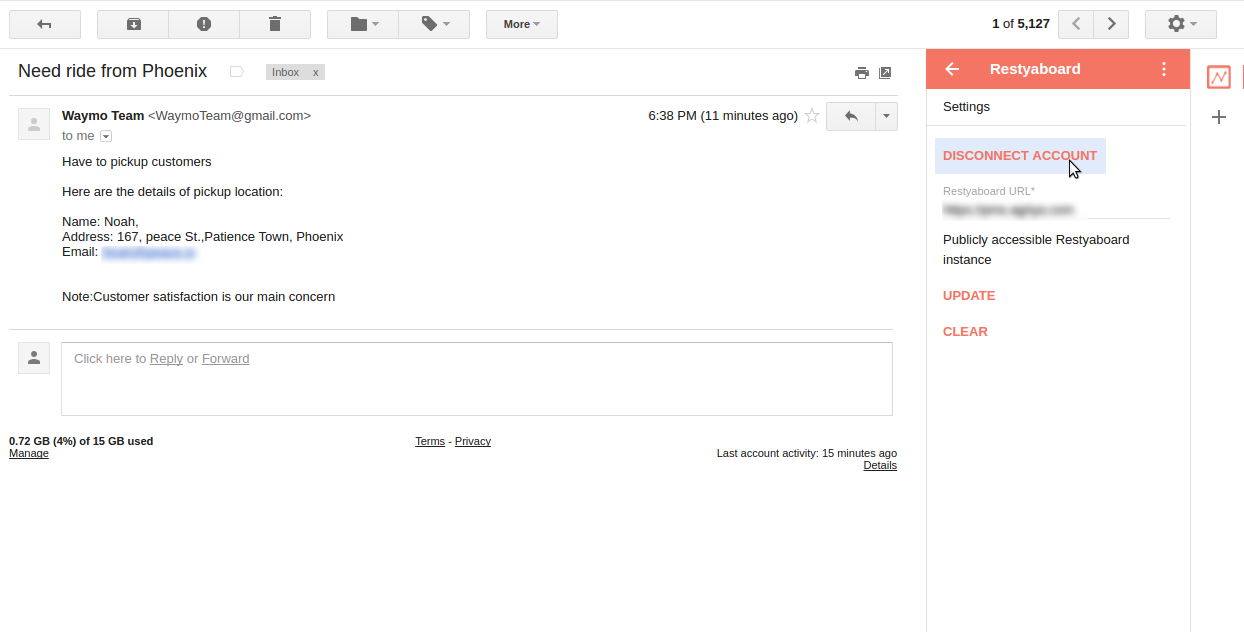 More
1 of 5,127
Need ride from Phoenix
Inbox x
Waymo Team <WaymoTeam@gmail.com>
6:38 PM (11 minutes ago)
to me
Have to pickup customers
Here are the details of pickup location:
Name: Noah,
Address: 167, peace St.,Patience Town, Phoenix
Email:
Note:Customer satisfaction is our main concern
Click here to Reply or Forward
0.72 GB (4%) of 15 GB used
Manage
Terms - Privacy
Last account activity: 15 minutes ago
Details
Restyaboard
Settings
DISCONNECT ACCOUNT
Restyaboard URL*
Publicly accessible Restyaboard
instance
UPDATE
CLEAR